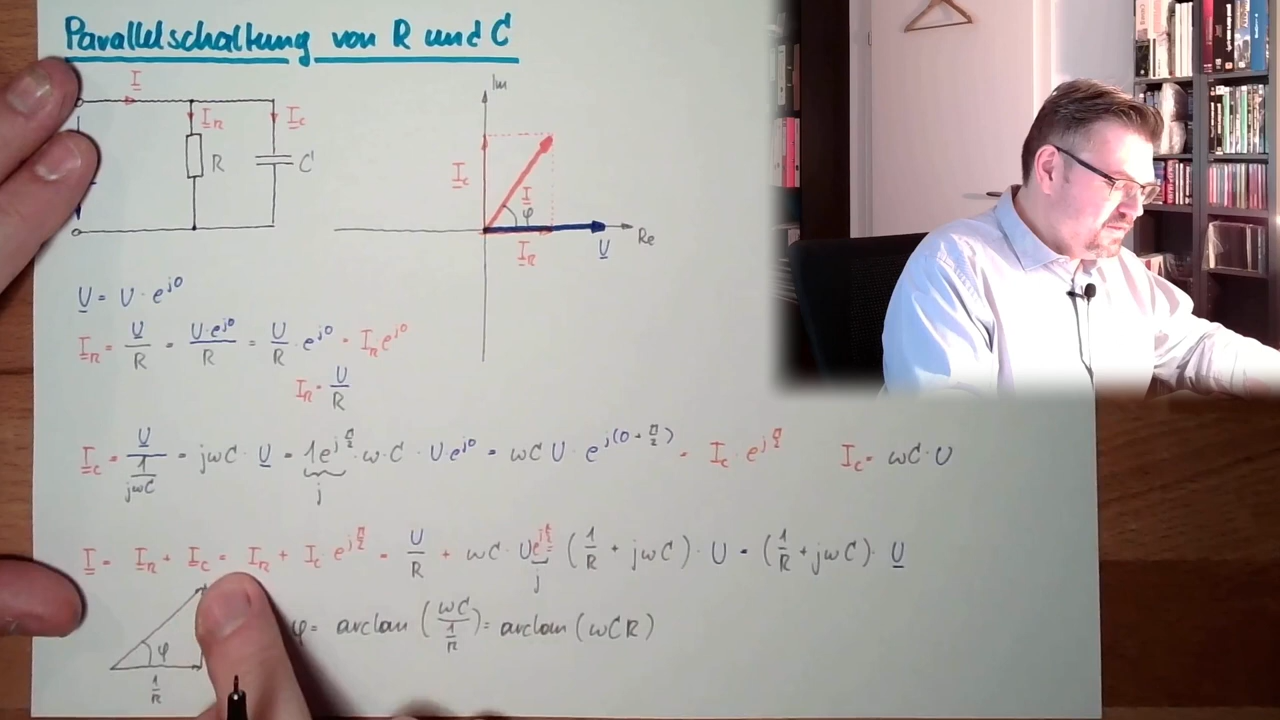 Parallelschaltung von R und C
I
I_R
I_C
R
C
Im
I_C
I
φ
I_R
U
Re
U = U · e^{j0}
I_R = U/R = U·e^{j0}/R = U/R · e^{j0} = I_R e^{j0}
I_R = U/R
I_C = U/(1/jωC) = jωC · U = 1e^{jπ/2} · ω · C · U·e^{j0} = ωCU · e^{j(0+π/2)} = I_C · e^{jπ/2} I_C = ωC·U
j
I = I_R + I_C = I_R + I_C e^{jπ/2} = U/R + ωC · U e^{jπ/2} = (1/R + jωC) · U = (1/R + jωC) · U
j
φ = arctan (ωC/(1/R)) = arctan (ωCR)
φ
1/R